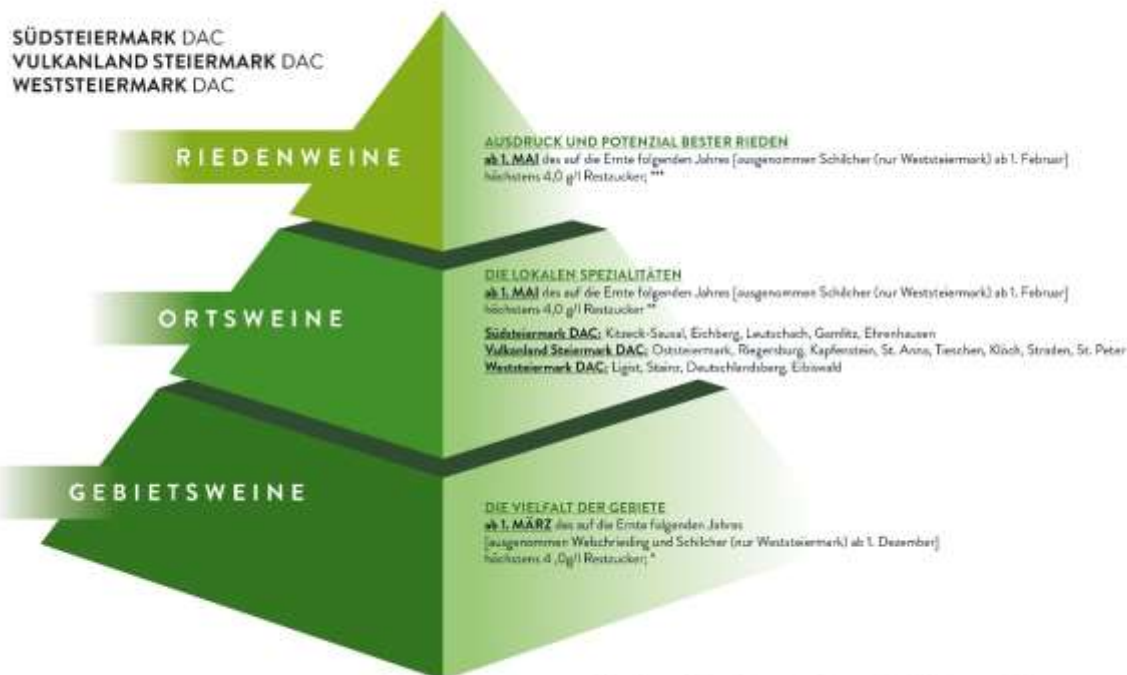 SÜDSTEIERMARK DAC
VULKANLAND STEIERMARK DAC
WESTSTEIERMARK DAC
RIEDENWEINE
AUSDRUCK UND POTENZIAL BESTER RIEDEN
ab 1. MAI des auf die Ernte folgenden Jahres [ausgenommen Schilcher (nur Weststeiermark) ab 1. Februar]
höchstens 4,0 g/l Restzucker; ***
ORTSWEINE
DIE LOKALEN SPEZIALITÄTEN
ab 1. MAI des auf die Ernte folgenden Jahres [ausgenommen Schilcher (nur Weststeiermark) ab 1. Februar]
höchstens 4,0 g/l Restzucker **
Südsteiermark DAC: Kitzeck-Sausal, Eichberg, Leutschach, Gamlitz, Ehrenhausen
Vulkanland Steiermark DAC: Oststeiermark, Riegersburg, Kapfenstein, St. Anna, Tieschen, Klöch, Straden, St. Peter
Weststeiermark DAC: Ligist, Stainz, Deutschlandsberg, Eibiswald
GEBIETSWEINE
DIE VIELFALT DER GEBIETE
ab 1. MÄRZ des auf die Ernte folgenden Jahres
[ausgenommen Welschriesling und Schilcher (nur Weststeiermark) ab 1. Dezember]
höchstens 4 ,0g/l Restzucker; *